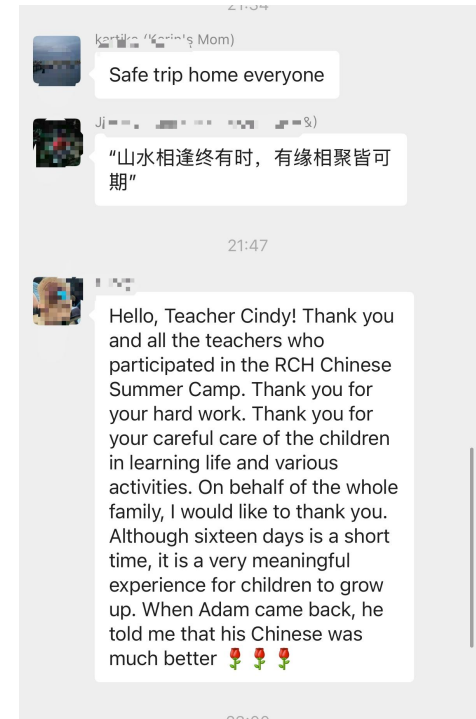 (Karin's Mom)
Safe trip home everyone
&)
“山水相逢终有时，有缘相聚皆可
期”
21:47
Hello, Teacher Cindy! Thank you
and all the teachers who
participated in the RCH Chinese
Summer Camp. Thank you for
your hard work. Thank you for
your careful care of the children
in learning life and various
activities. On behalf of the whole
family, I would like to thank you.
Although sixteen days is a short
time, it is a very meaningful
experience for children to grow
up. When Adam came back, he
told me that his Chinese was
much better 🌹🌹🌹